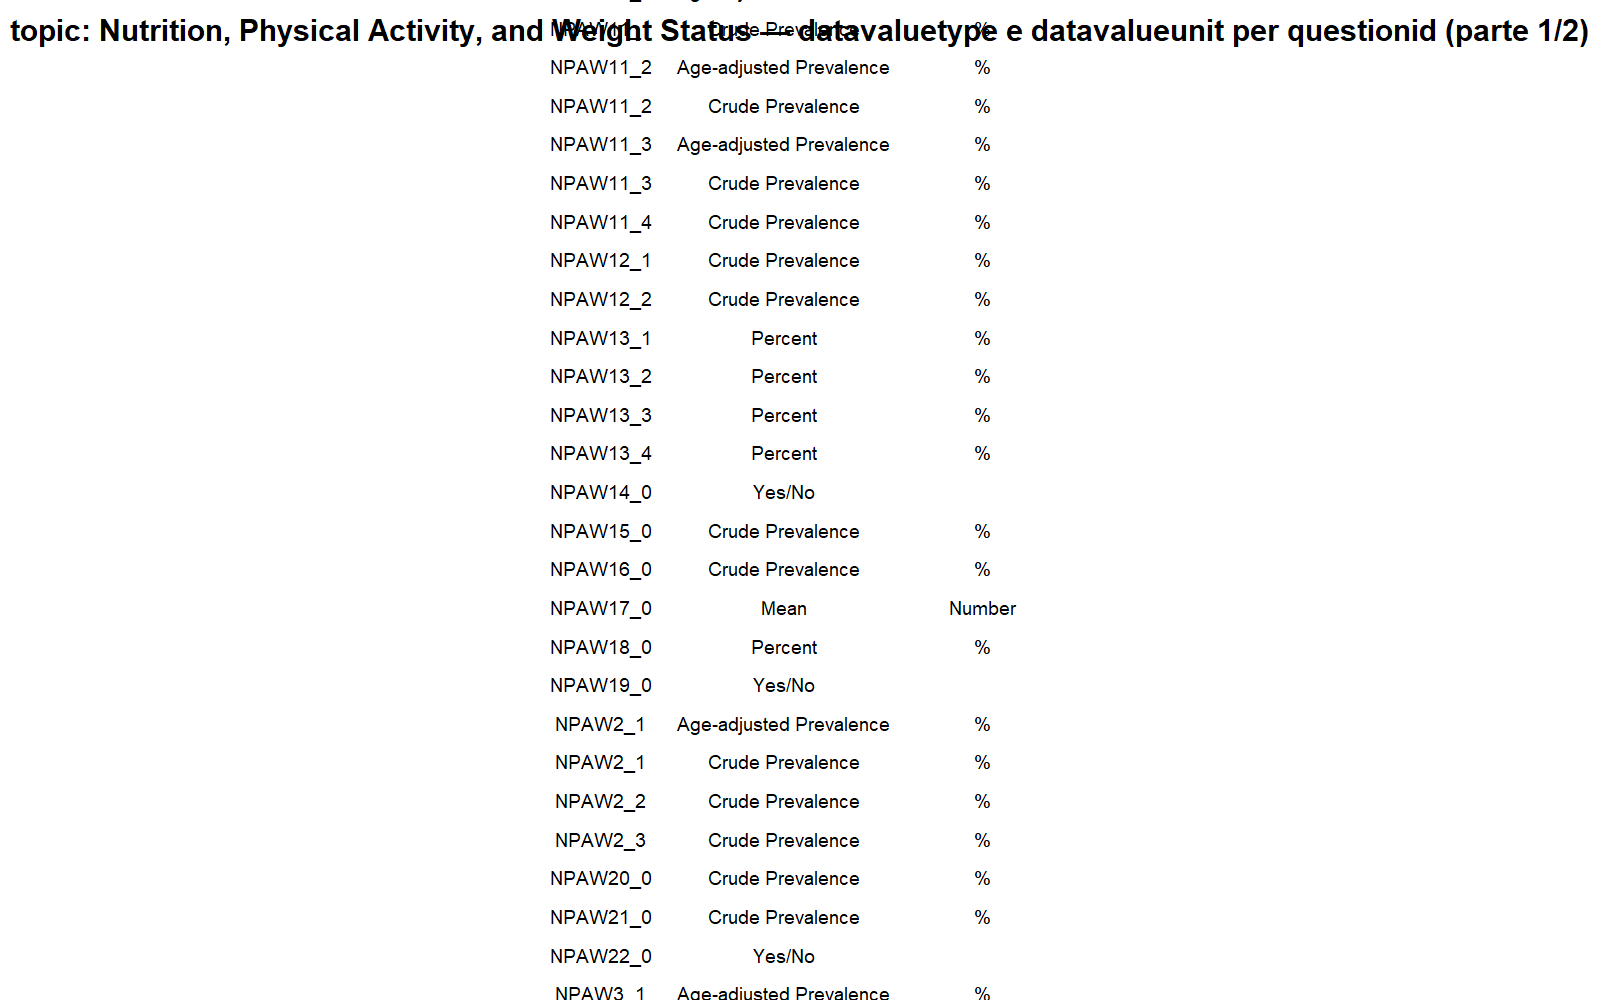 topic: Nutrition, Physical Activity, and Weight Status — datavaluetype e datavalueunit per questionid (parte 1/2)
Crude Prevalence %
NPAW11_2 Age-adjusted Prevalence %
NPAW11_2 Crude Prevalence %
NPAW11_3 Age-adjusted Prevalence %
NPAW11_3 Crude Prevalence %
NPAW11_4 Crude Prevalence %
NPAW12_1 Crude Prevalence %
NPAW12_2 Crude Prevalence %
NPAW13_1 Percent %
NPAW13_2 Percent %
NPAW13_3 Percent %
NPAW13_4 Percent %
NPAW14_0 Yes/No
NPAW15_0 Crude Prevalence %
NPAW16_0 Crude Prevalence %
NPAW17_0 Mean Number
NPAW18_0 Percent %
NPAW19_0 Yes/No
NPAW2_1 Age-adjusted Prevalence %
NPAW2_1 Crude Prevalence %
NPAW2_2 Crude Prevalence %
NPAW2_3 Crude Prevalence %
NPAW20_0 Crude Prevalence %
NPAW21_0 Crude Prevalence %
NPAW22_0 Yes/No
NPAW3_1 Age-adjusted Prevalence %